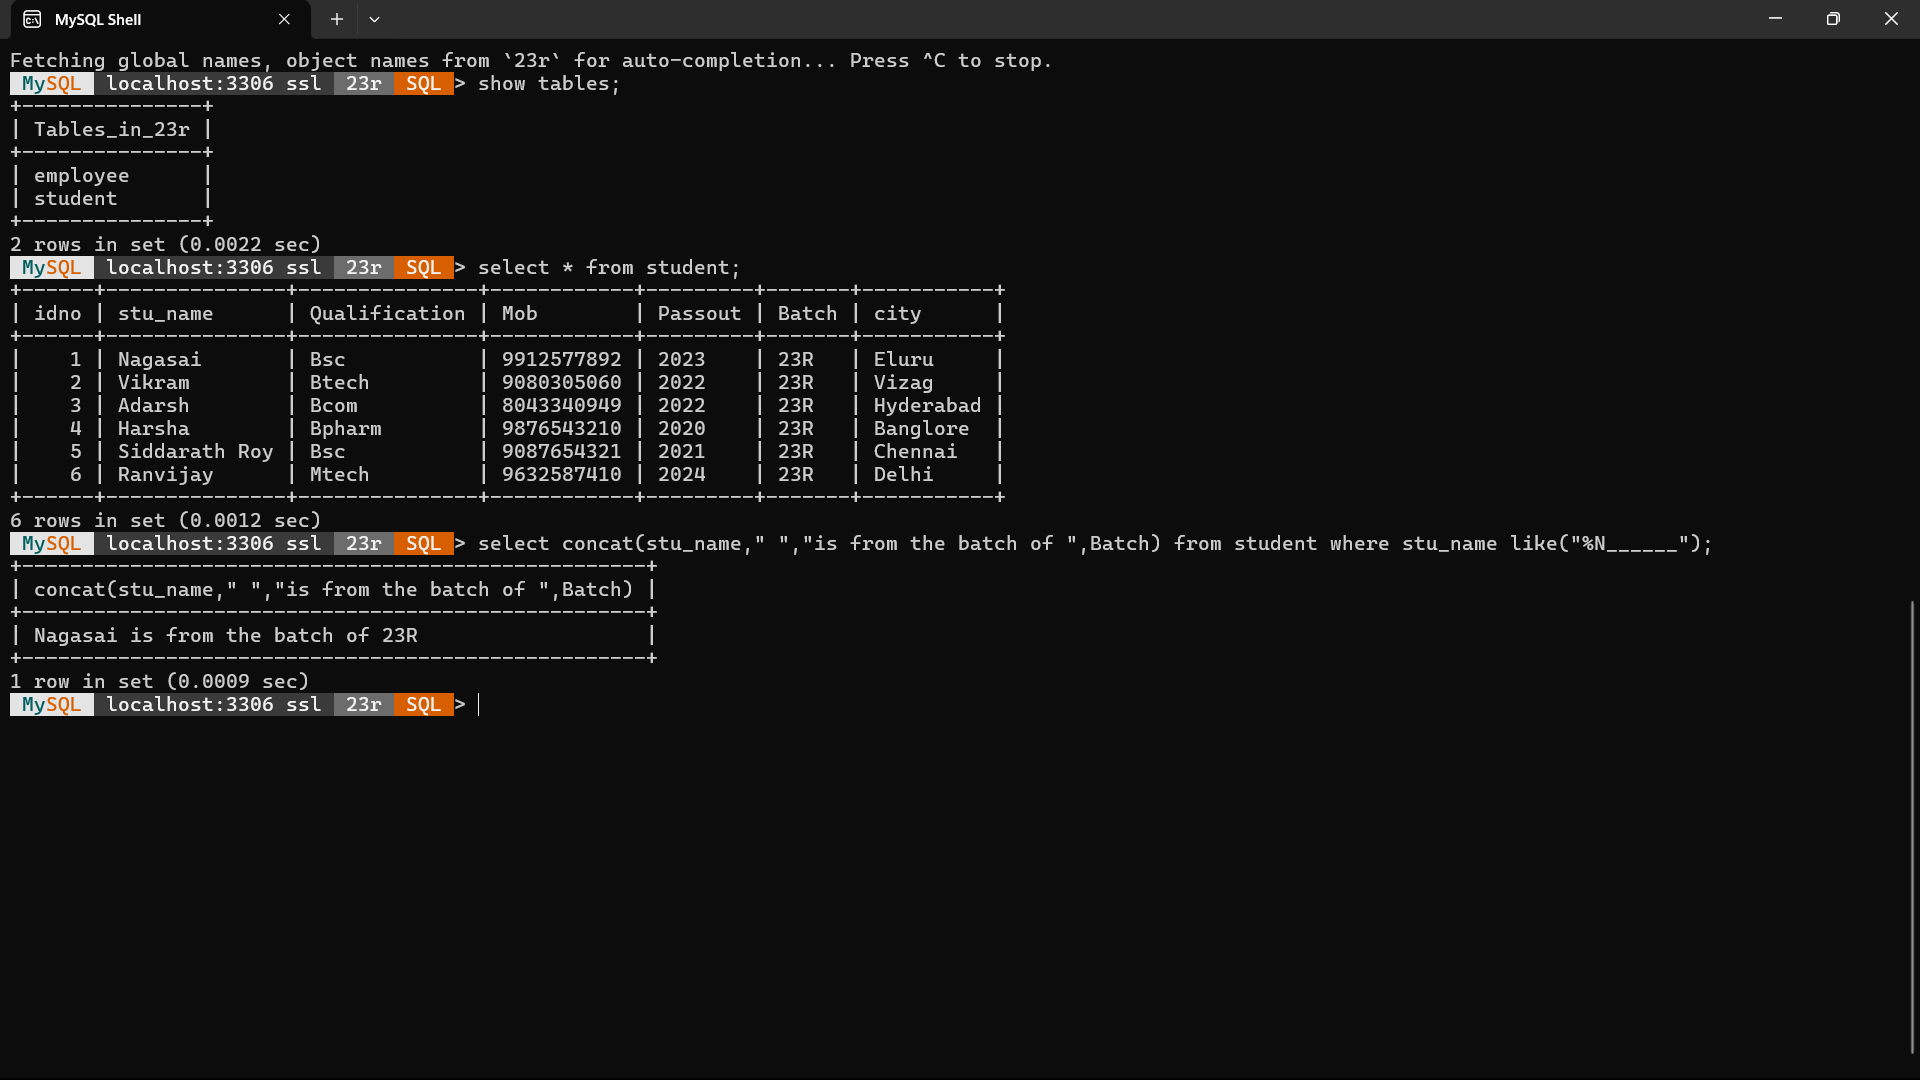 MySQL Shell
Fetching global names, object names from `23r` for auto-completion... Press ^C to stop.
MySQL localhost:3306 ssl 23r SQL > show tables;
+---------------+
| Tables_in_23r |
+---------------+
| employee      |
| student       |
+---------------+
2 rows in set (0.0022 sec)
MySQL localhost:3306 ssl 23r SQL > select * from student;
+------+---------------+---------------+------------+---------+-------+-----------+
| idno | stu_name      | Qualification | Mob        | Passout | Batch | city      |
+------+---------------+---------------+------------+---------+-------+-----------+
|    1 | Nagasai       | Bsc           | 9912577892 | 2023    | 23R   | Eluru     |
|    2 | Vikram        | Btech         | 9080305060 | 2022    | 23R   | Vizag     |
|    3 | Adarsh        | Bcom          | 8043340949 | 2022    | 23R   | Hyderabad |
|    4 | Harsha        | Bpharm        | 9876543210 | 2020    | 23R   | Banglore  |
|    5 | Siddarath Roy | Bsc           | 9087654321 | 2021    | 23R   | Chennai   |
|    6 | Ranvijay      | Mtech         | 9632587410 | 2024    | 23R   | Delhi     |
+------+---------------+---------------+------------+---------+-------+-----------+
6 rows in set (0.0012 sec)
MySQL localhost:3306 ssl 23r SQL > select concat(stu_name," ","is from the batch of ",Batch) from student where stu_name like("%N______");
+----------------------------------------------------+
| concat(stu_name," ","is from the batch of ",Batch) |
+----------------------------------------------------+
| Nagasai is from the batch of 23R                   |
+----------------------------------------------------+
1 row in set (0.0009 sec)
MySQL localhost:3306 ssl 23r SQL >